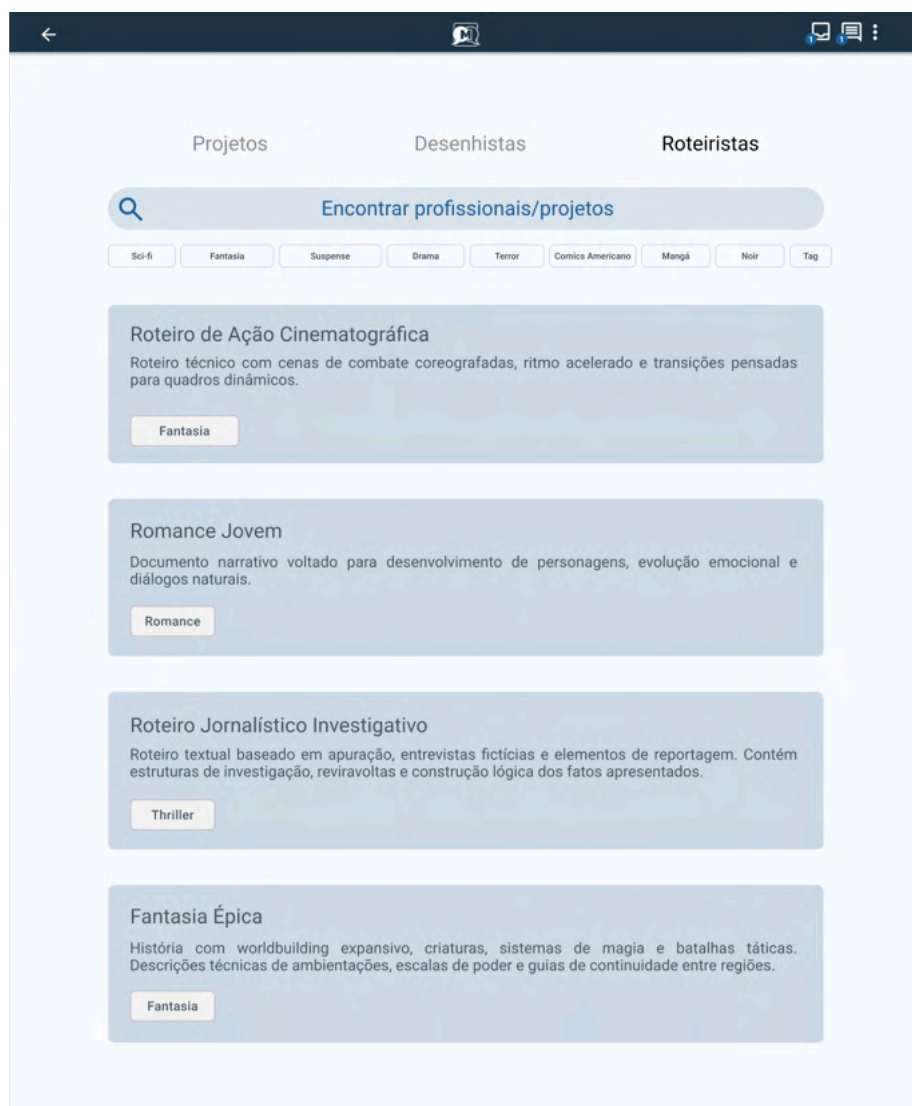 M
1
1
Projetos Desenhistas Roteiristas
Encontrar profissionais/projetos
Sci-fi Fantasia Suspense Drama Terror Comics Americano Mangá Noir Tag
Roteiro de Ação Cinematográfica
Roteiro técnico com cenas de combate coreografadas, ritmo acelerado e transições pensadas
para quadros dinâmicos.
Fantasia
Romance Jovem
Documento narrativo voltado para desenvolvimento de personagens, evolução emocional e
diálogos naturais.
Romance
Roteiro Jornalístico Investigativo
Roteiro textual baseado em apuração, entrevistas fictícias e elementos de reportagem. Contém
estruturas de investigação, reviravoltas e construção lógica dos fatos apresentados.
Thriller
Fantasia Épica
História com worldbuilding expansivo, criaturas, sistemas de magia e batalhas táticas.
Descrições técnicas de ambientações, escalas de poder e guias de continuidade entre regiões.
Fantasia